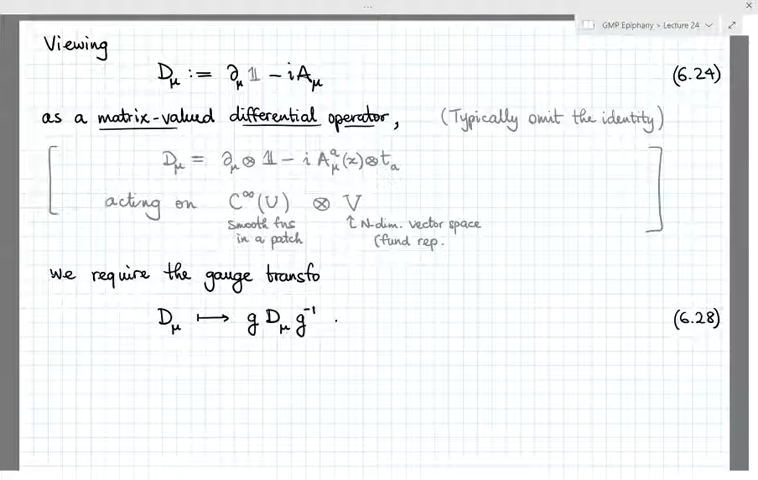 GMP Epiphany > Lecture 24
Viewing
D_μ := ∂_μ 𝟙 - iA_μ (6.24)
as a matrix-valued differential operator, (Typically omit the identity)
D_μ = ∂_μ ⊗ 𝟙 - i A^a_μ(x) ⊗ t_a
acting on C^∞(U) ⊗ V
smooth fns ↑ N-dim. vector space
in a patch (fund rep.
we require the gauge transfo
D_μ ⟼ g D_μ g^-1 . (6.28)